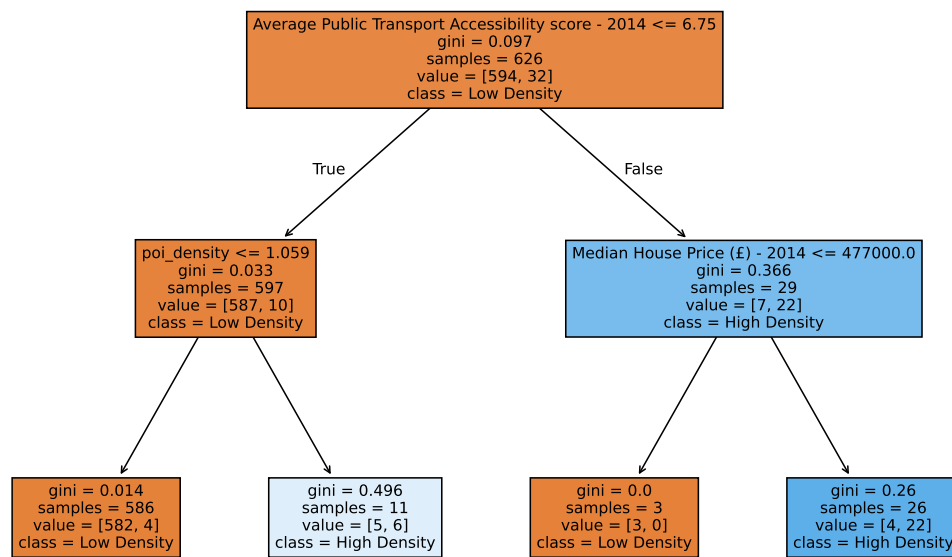 Average Public Transport Accessibility score - 2014 <= 6.75
gini = 0.097
samples = 626
value = [594, 32]
class = Low Density
True
False
poi_density <= 1.059
gini = 0.033
samples = 597
value = [587, 10]
class = Low Density
Median House Price (£) - 2014 <= 477000.0
gini = 0.366
samples = 29
value = [7, 22]
class = High Density
gini = 0.014
samples = 586
value = [582, 4]
class = Low Density
gini = 0.496
samples = 11
value = [5, 6]
class = High Density
gini = 0.0
samples = 3
value = [3, 0]
class = Low Density
gini = 0.26
samples = 26
value = [4, 22]
class = High Density